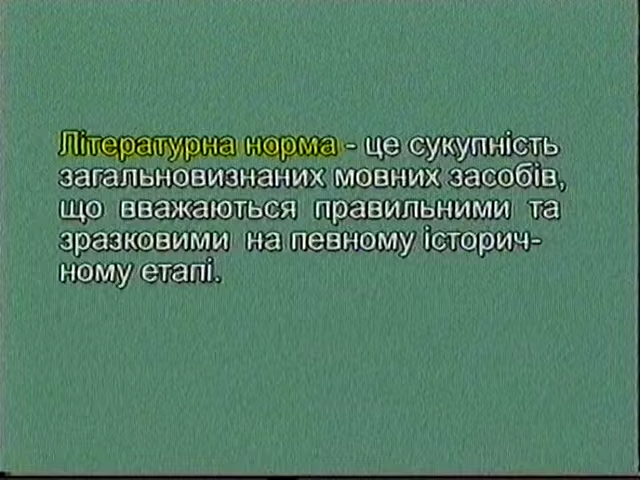 Літературна норма - це сукупність
загальновизнаних мовних засобів,
що вважаються правильними та
зразковими на певному історич-
ному етапі.